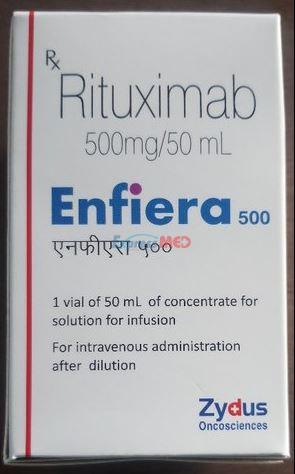 Rx
Rituximab
500mg/50 mL
Enfiera 500
एनफीएरा ५००
1 vial of 50 mL of concentrate for
solution for infusion
For intravenous administration
after dilution
Zydus
Oncosciences